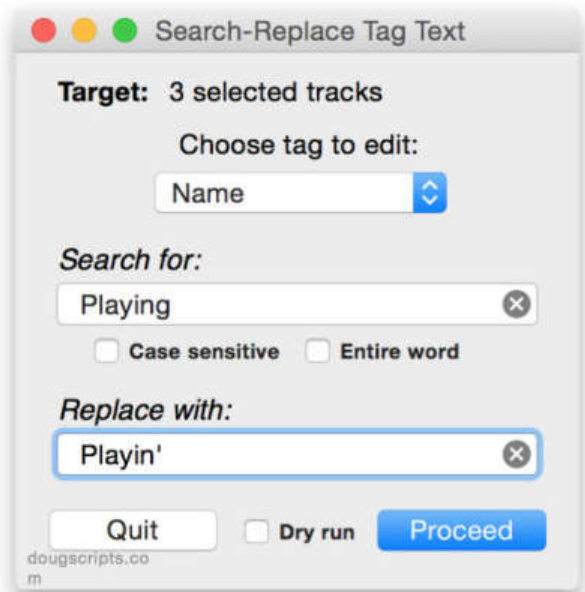 Search-Replace Tag Text
Target: 3 selected tracks
Choose tag to edit:
Name
Search for:
Playing
Case sensitive Entire word
Replace with:
Playin'
Quit Dry run Proceed
dougscripts.co
m